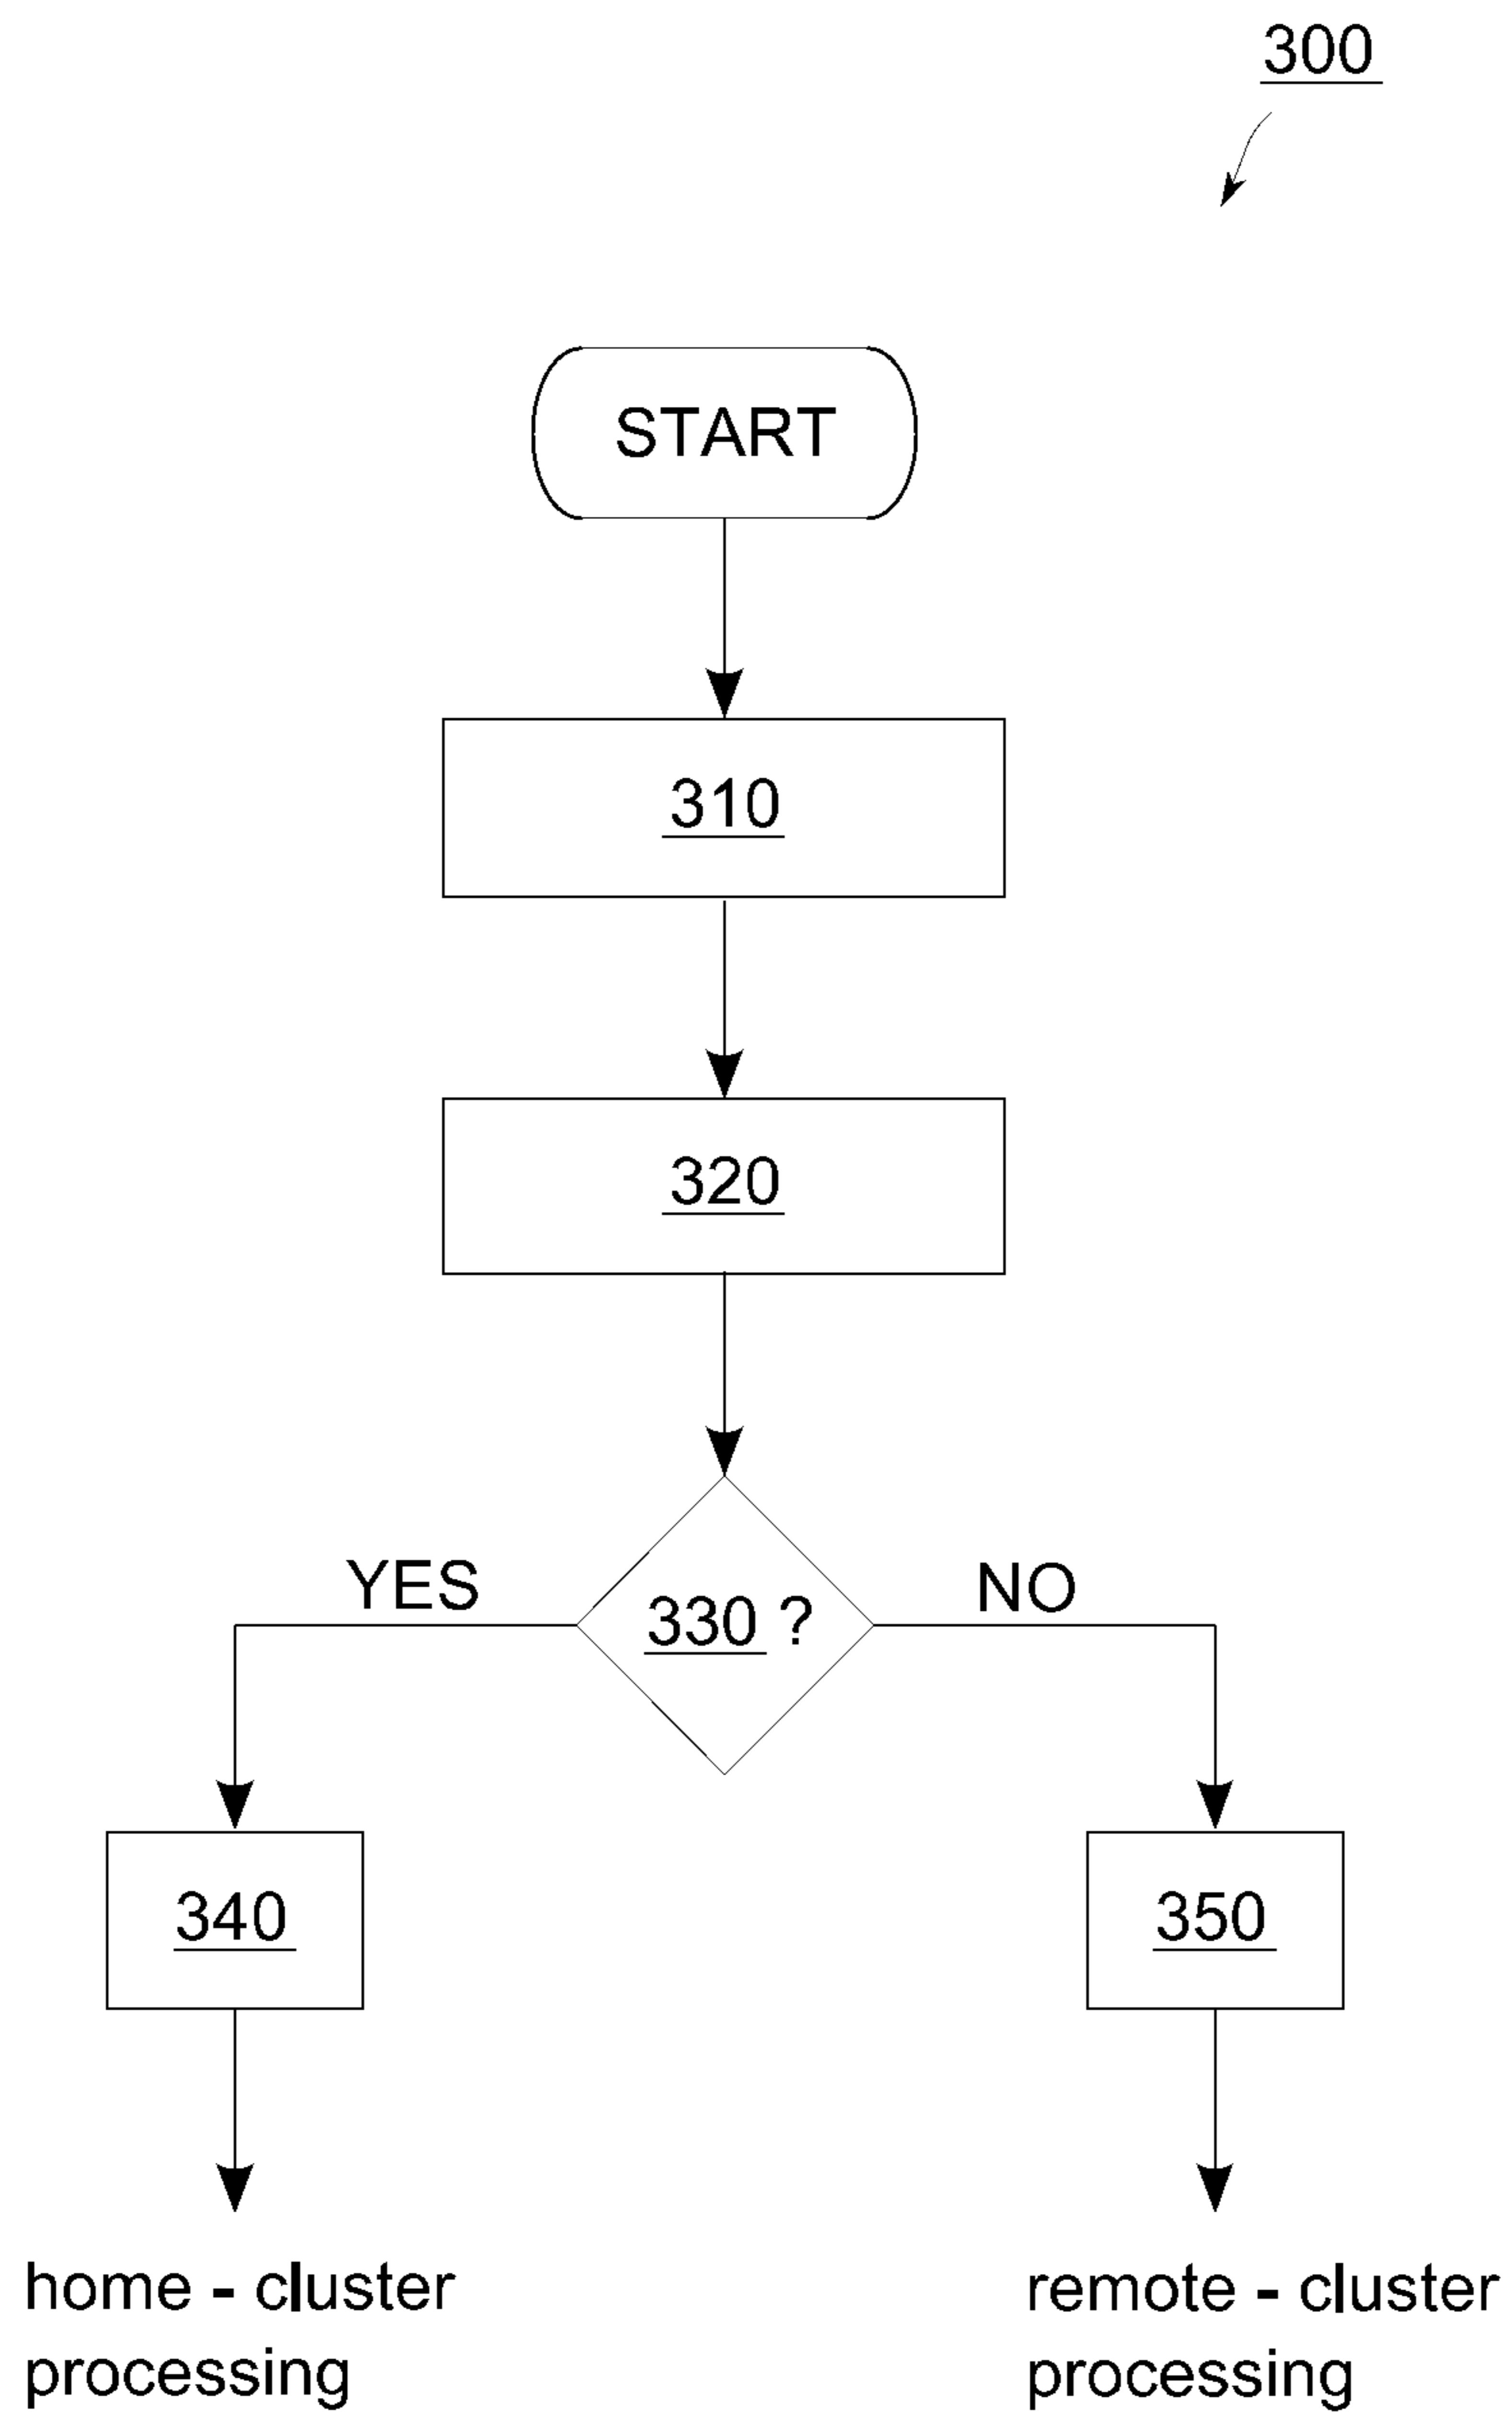 300
START
310
320
YES
330 ?
NO
340
350
home - cluster
processing
remote - cluster
processing